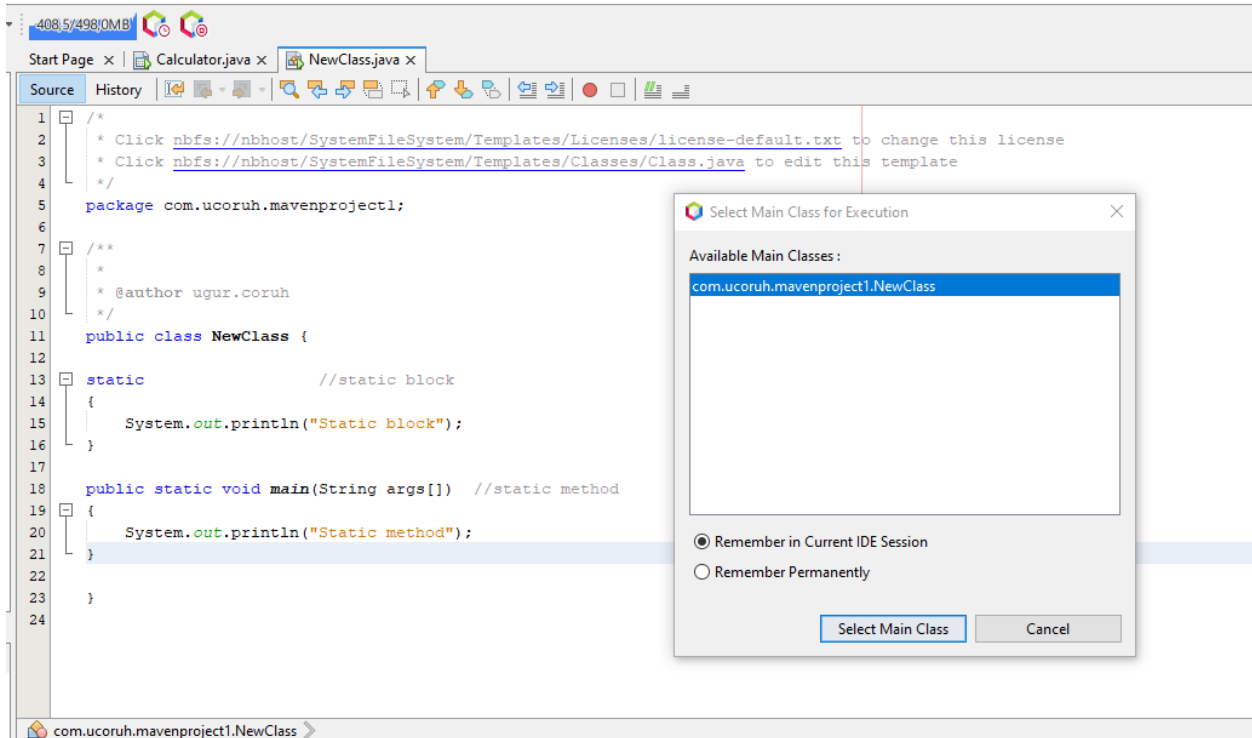 408,5/498,0MB
Start Page Calculator.java NewClass.java
Source History
1 /*
2 * Click nbfs://nbhost/SystemFileSystem/Templates/Licenses/license-default.txt to change this license
3 * Click nbfs://nbhost/SystemFileSystem/Templates/Classes/Class.java to edit this template
4 */
5 package com.ucoruh.mavenproject1;
6
7 /**
8 *
9 * @author ugur.coruh
10 */
11 public class NewClass {
12
13 static //static block
14 {
15 System.out.println("Static block");
16 }
17
18 public static void main(String args[]) //static method
19 {
20 System.out.println("Static method");
21 }
22
23 }
24
com.ucoruh.mavenproject1.NewClass
Select Main Class for Execution
Available Main Classes :
com.ucoruh.mavenproject1.NewClass
Remember in Current IDE Session
Remember Permanently
Select Main Class Cancel